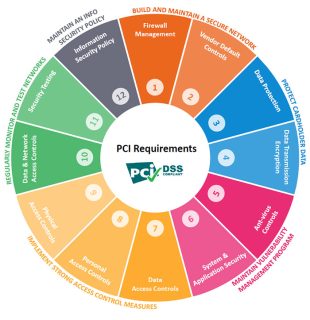 BUILD AND MAINTAIN A SECURE NETWORK
Firewall
Management
1
Vendor Default
Controls
2
PROTECT CARDHOLDER DATA
Data Protection
3
Data Transmission
Encryption
4
MAINTAIN VULNERABILITY
MANAGEMENT PROGRAM
Anti-virus
Controls
5
System &
Application Security
6
IMPLEMENT STRONG ACCESS CONTROL MEASURES
Data
Access Controls
7
Personal
Access Controls
8
Physical
Access Controls
9
REGULARLY MONITOR AND TEST NETWORKS
Data & Network
Access Controls
10
Security Testing
11
MAINTAIN AN INFO
SECURITY POLICY
Information
Security Policy
12
PCI Requirements
PCI DSS
COMPLIANT